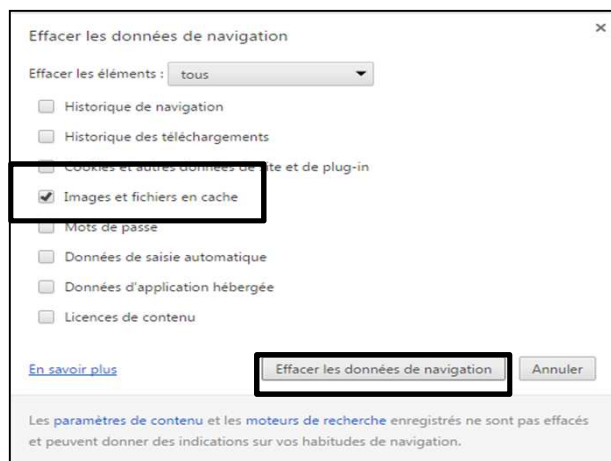 Effacer les données de navigation
Effacer les éléments : tous
Historique de navigation
Historique des téléchargements
Cookies et autres données de site et de plug-in
Images et fichiers en cache
Mots de passe
Données de saisie automatique
Données d'application hébergée
Licences de contenu
En savoir plus Effacer les données de navigation Annuler
Les paramètres de contenu et les moteurs de recherche enregistrés ne sont pas effacés
et peuvent donner des indications sur vos habitudes de navigation.